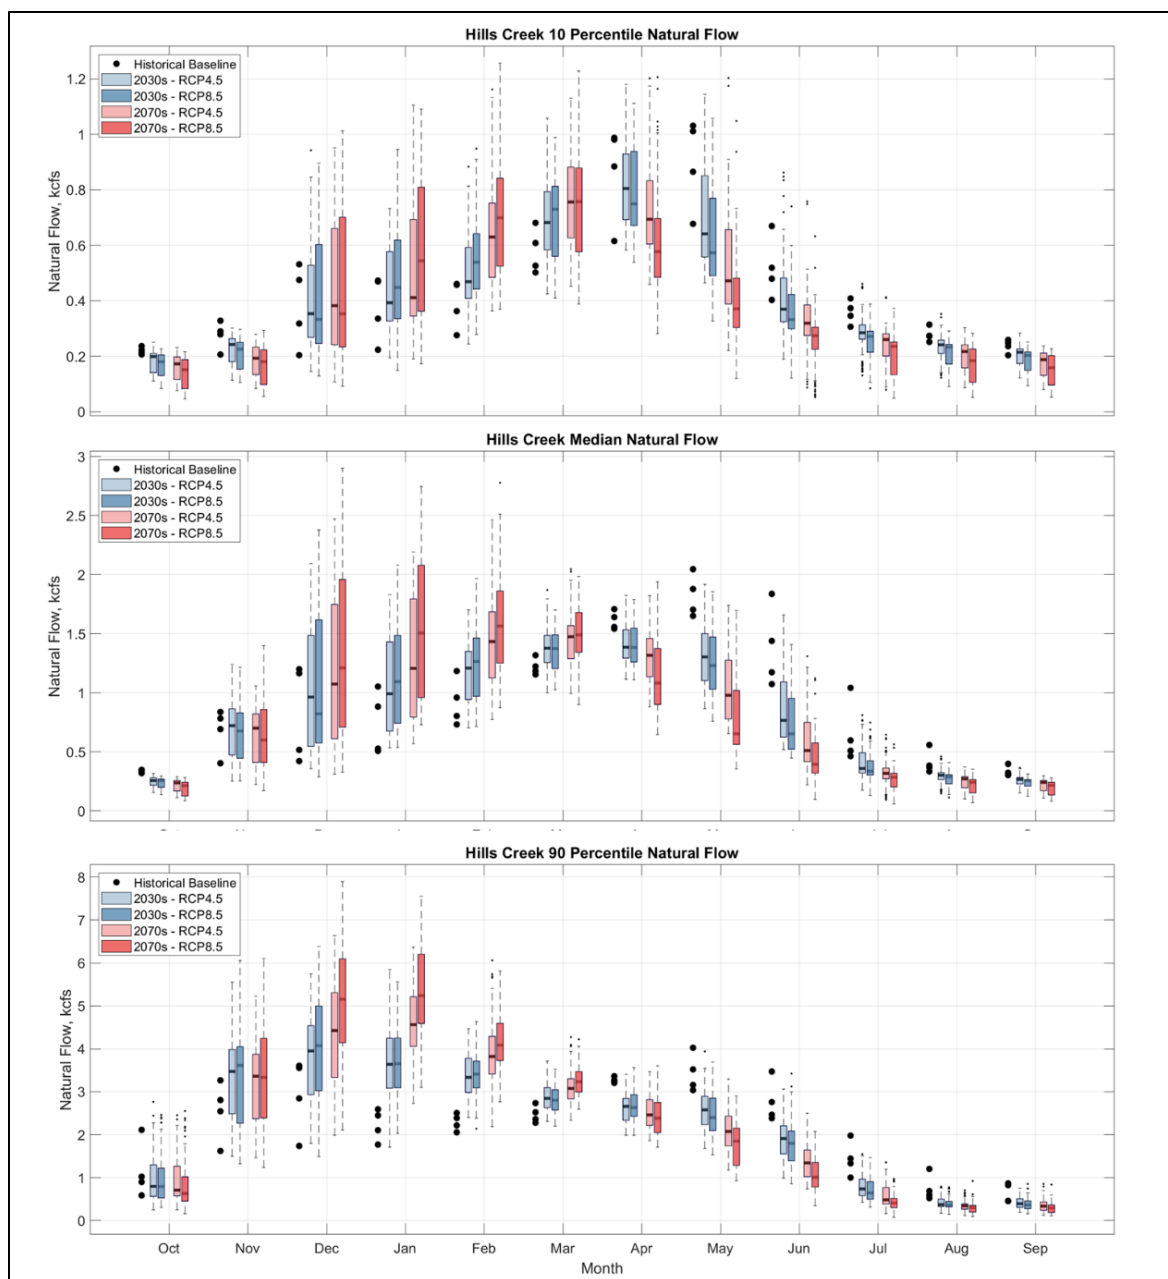 Hills Creek 10 Percentile Natural Flow
Natural Flow, kcfs
1.2
1
0.8
0.6
0.4
0.2
0
Historical Baseline
2030s - RCP4.5
2030s - RCP8.5
2070s - RCP4.5
2070s - RCP8.5
Hills Creek Median Natural Flow
Natural Flow, kcfs
3
2.5
2
1.5
1
0.5
0
Historical Baseline
2030s - RCP4.5
2030s - RCP8.5
2070s - RCP4.5
2070s - RCP8.5
Hills Creek 90 Percentile Natural Flow
Natural Flow, kcfs
8
7
6
5
4
3
2
1
0
Historical Baseline
2030s - RCP4.5
2030s - RCP8.5
2070s - RCP4.5
2070s - RCP8.5
Oct Nov Dec Jan Feb Mar Apr May Jun Jul Aug Sep
Month